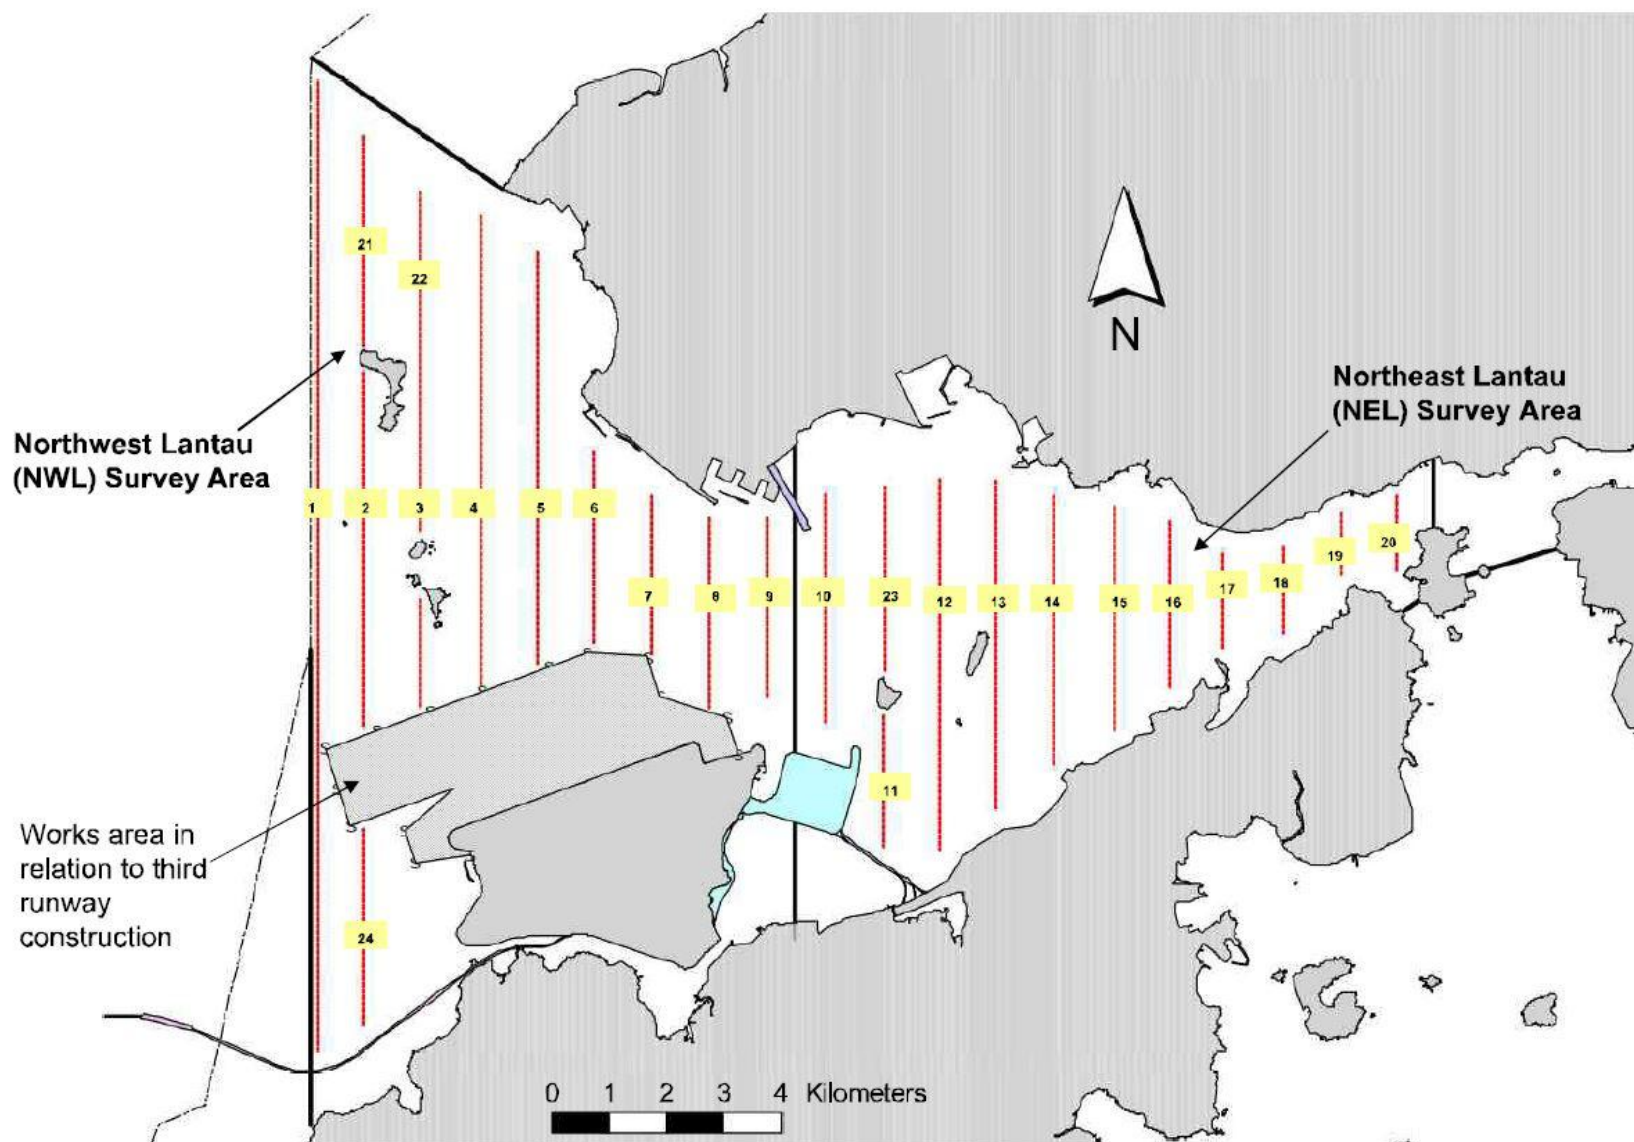 21
22
N
Northeast Lantau
(NEL) Survey Area
Northwest Lantau
(NWL) Survey Area
1 2 3 4 5 6
7 8 9 10 23 12 13 14 15 16 17 18 19 20
11
Works area in
relation to third
runway
construction
24
0 1 2 3 4 Kilometers